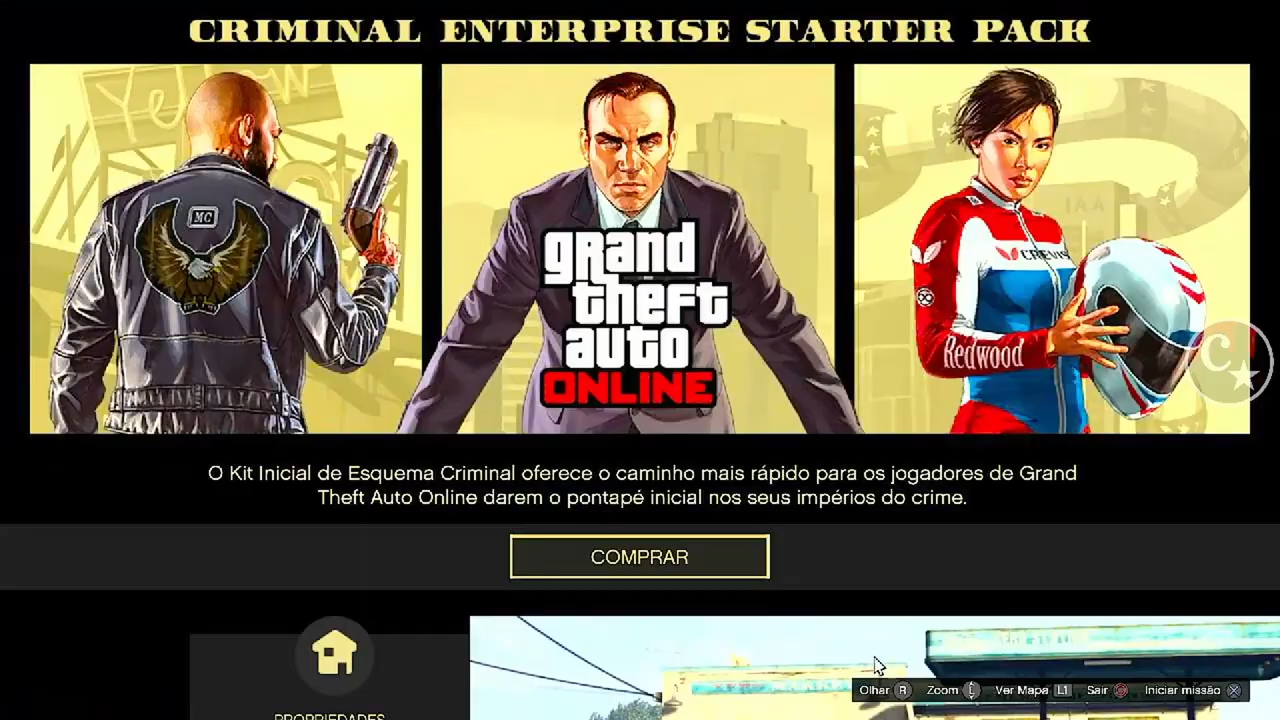 CRIMINAL ENTERPRISE STARTER PACK
Yellow
MC
grand
theft
auto
ONLINE
IAA
Redwood
O Kit Inicial de Esquema Criminal oferece o caminho mais rápido para os jogadores de Grand
Theft Auto Online darem o pontapé inicial nos seus impérios do crime.
COMPRAR
PROPRIEDADES
Olhar R Zoom L Ver Mapa L1 Sair Iniciar missão